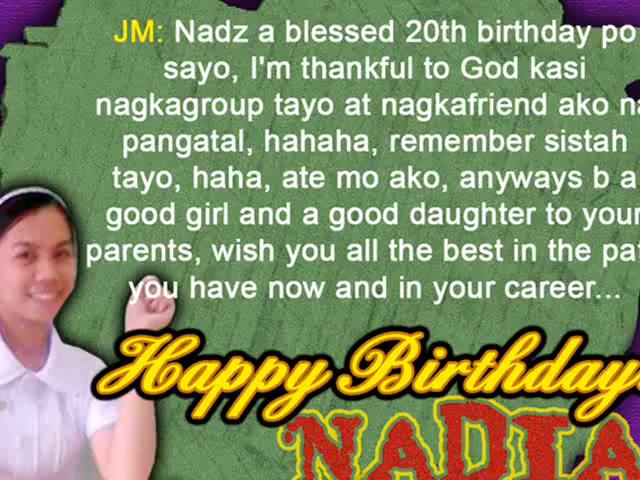 JM: Nadz a blessed 20th birthday po
sayo, I'm thankful to God kasi
nagkagroup tayo at nagkafriend ako n
pangatal, hahaha, remember sistah
tayo, haha, ate mo ako, anyways b a
good girl and a good daughter to your
parents, wish you all the best in the pa
you have now and in your career...
Happy Birthday
NADIA